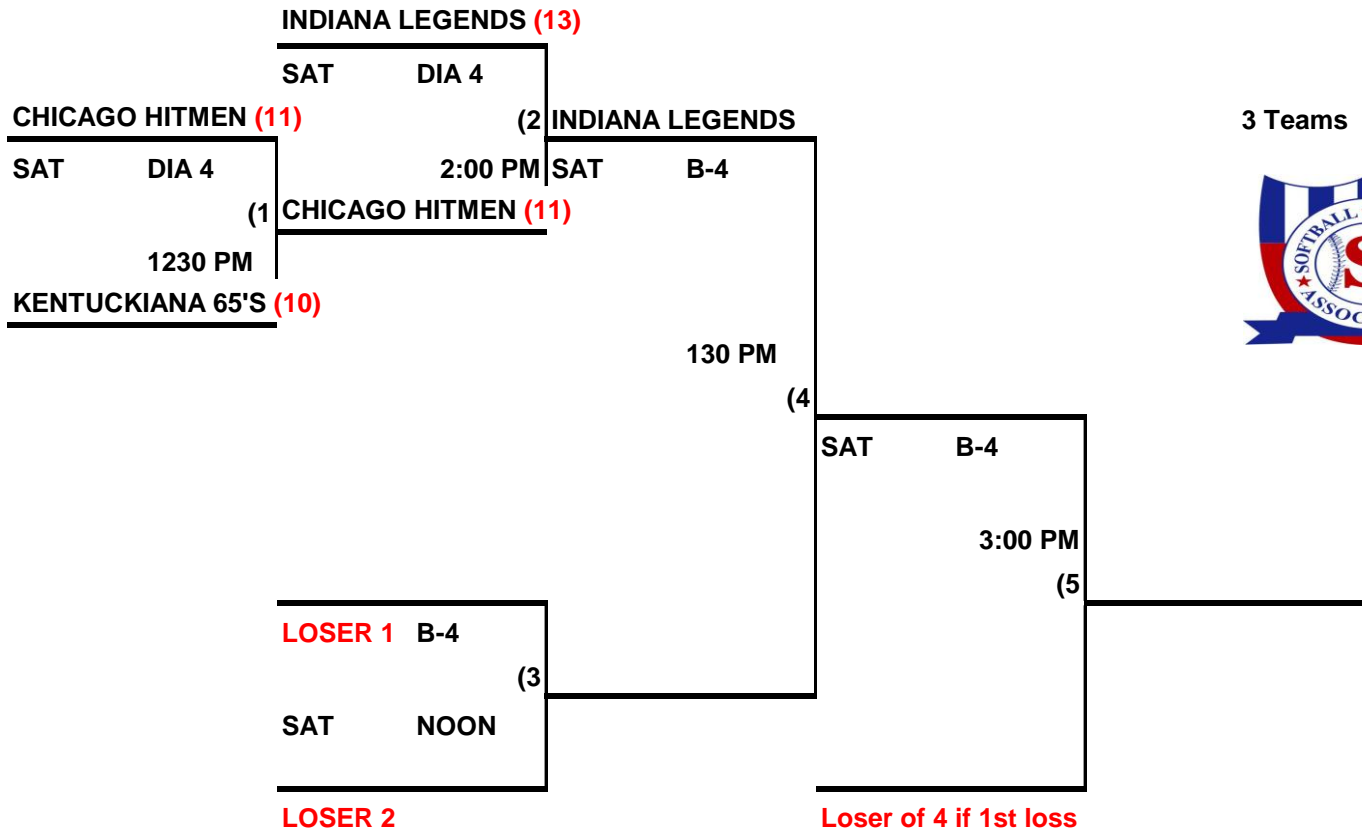 INDIANA LEGENDS (13)
SAT DIA 4
CHICAGO HITMEN (11)
(2 INDIANA LEGENDS
3 Teams
SAT DIA 4
2:00 PM SAT B-4
(1 CHICAGO HITMEN (11)
1230 PM
KENTUCKIANA 65'S (10)
SOFTBALL
130 PM
(4
SAT B-4
3:00 PM
(5
LOSER 1 B-4
(3
SAT NOON
LOSER 2
Loser of 4 if 1st loss